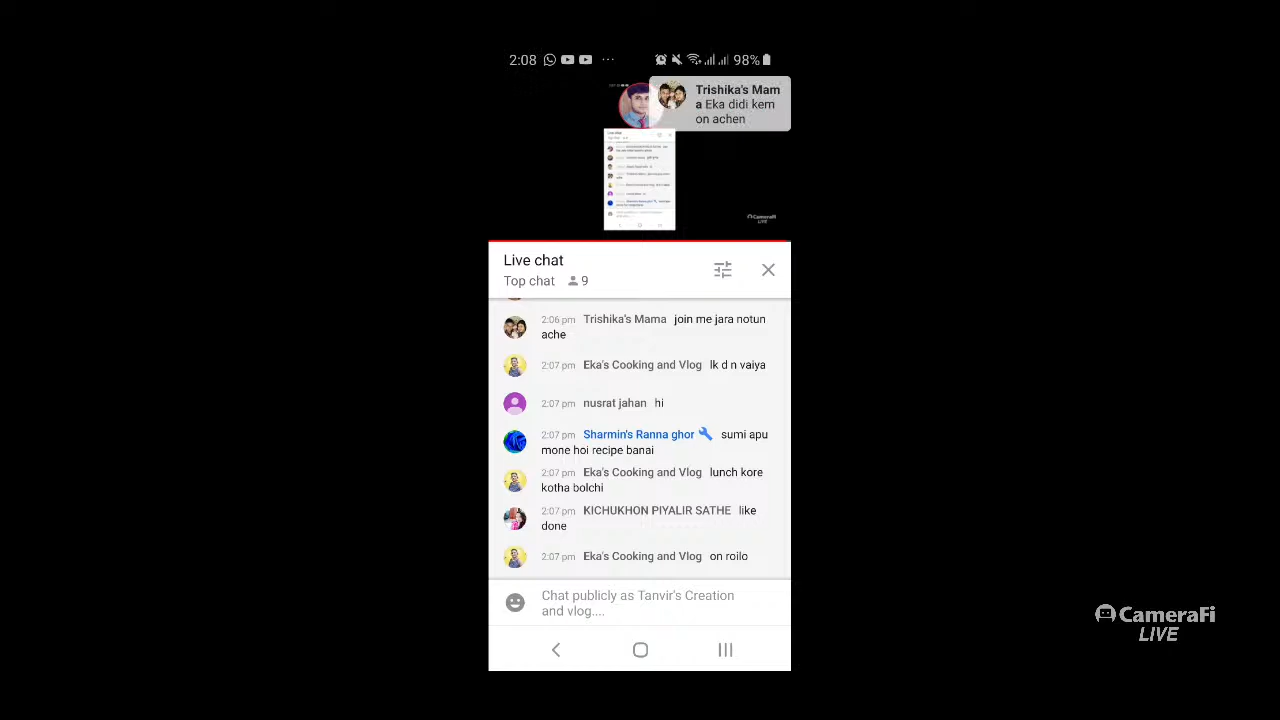 2:08 ... 98%
Trishika's Mam
a Eka didi kem
on achen
Live chat
CameraFi
LIVE
Live chat
Top chat 9
2:06 pm Trishika's Mama join me jara notun
ache
2:07 pm Eka's Cooking and Vlog lk d n vaiya
2:07 pm nusrat jahan hi
2:07 pm Sharmin's Ranna ghor sumi apu
mone hoi recipe banai
2:07 pm Eka's Cooking and Vlog lunch kore
kotha bolchi
2:07 pm KICHUKHON PIYALIR SATHE like
done
2:07 pm Eka's Cooking and Vlog on roilo
Chat publicly as Tanvir's Creation
and vlog....
CameraFi
LIVE